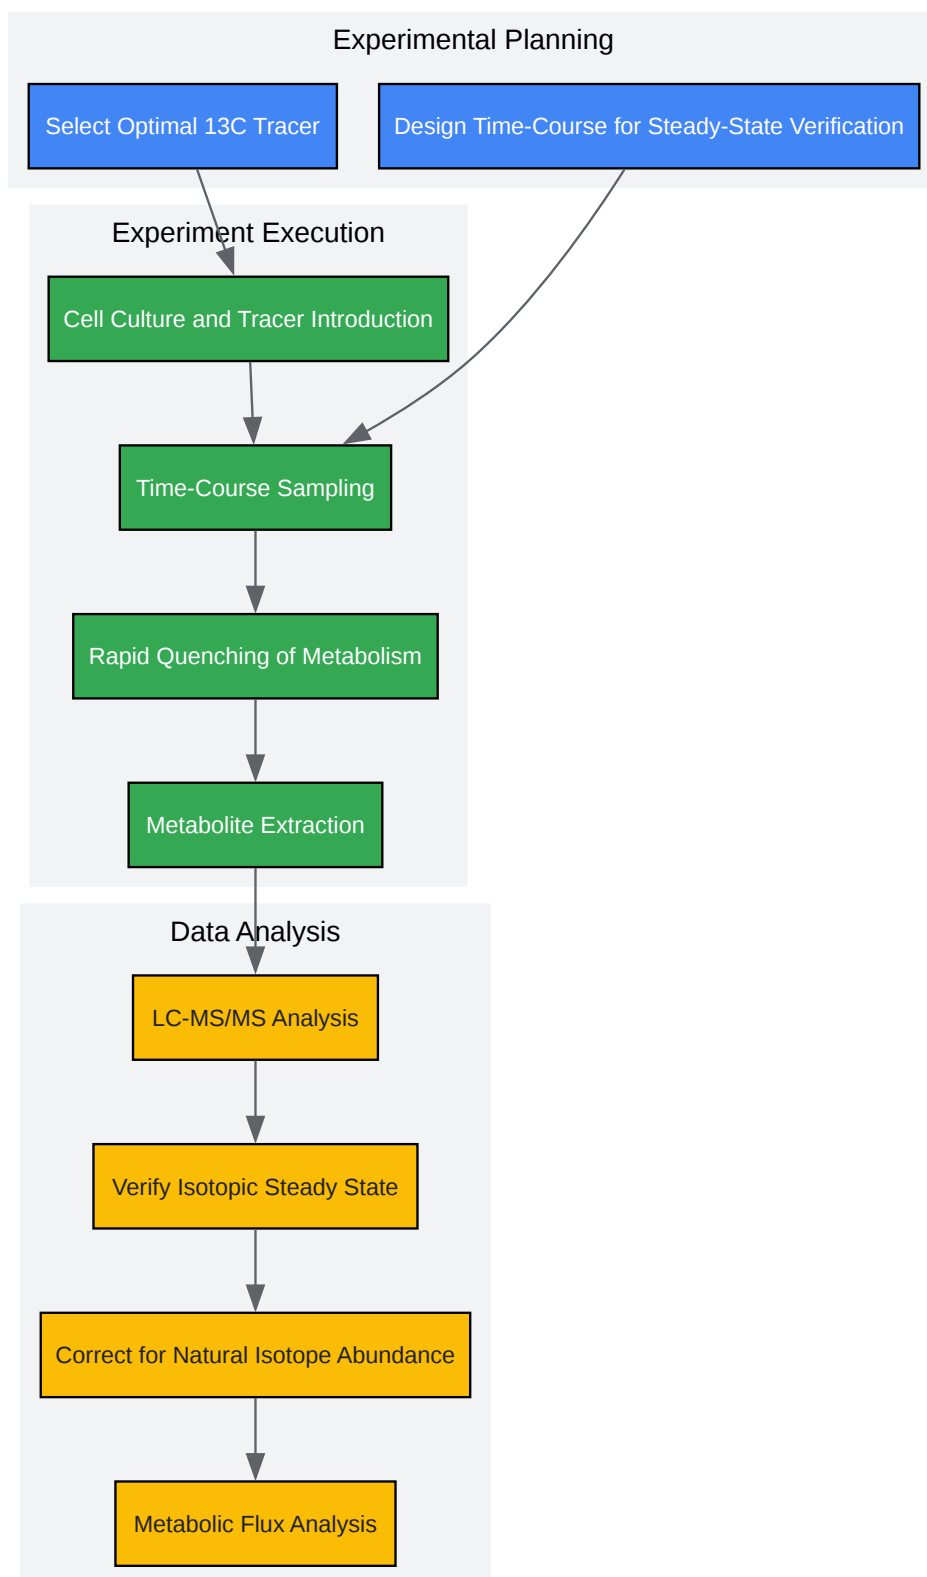 Experimental Planning
Select Optimal 13C Tracer
Design Time-Course for Steady-State Verification
Experiment Execution
Cell Culture and Tracer Introduction
Time-Course Sampling
Rapid Quenching of Metabolism
Metabolite Extraction
Data Analysis
LC-MS/MS Analysis
Verify Isotopic Steady State
Correct for Natural Isotope Abundance
Metabolic Flux Analysis